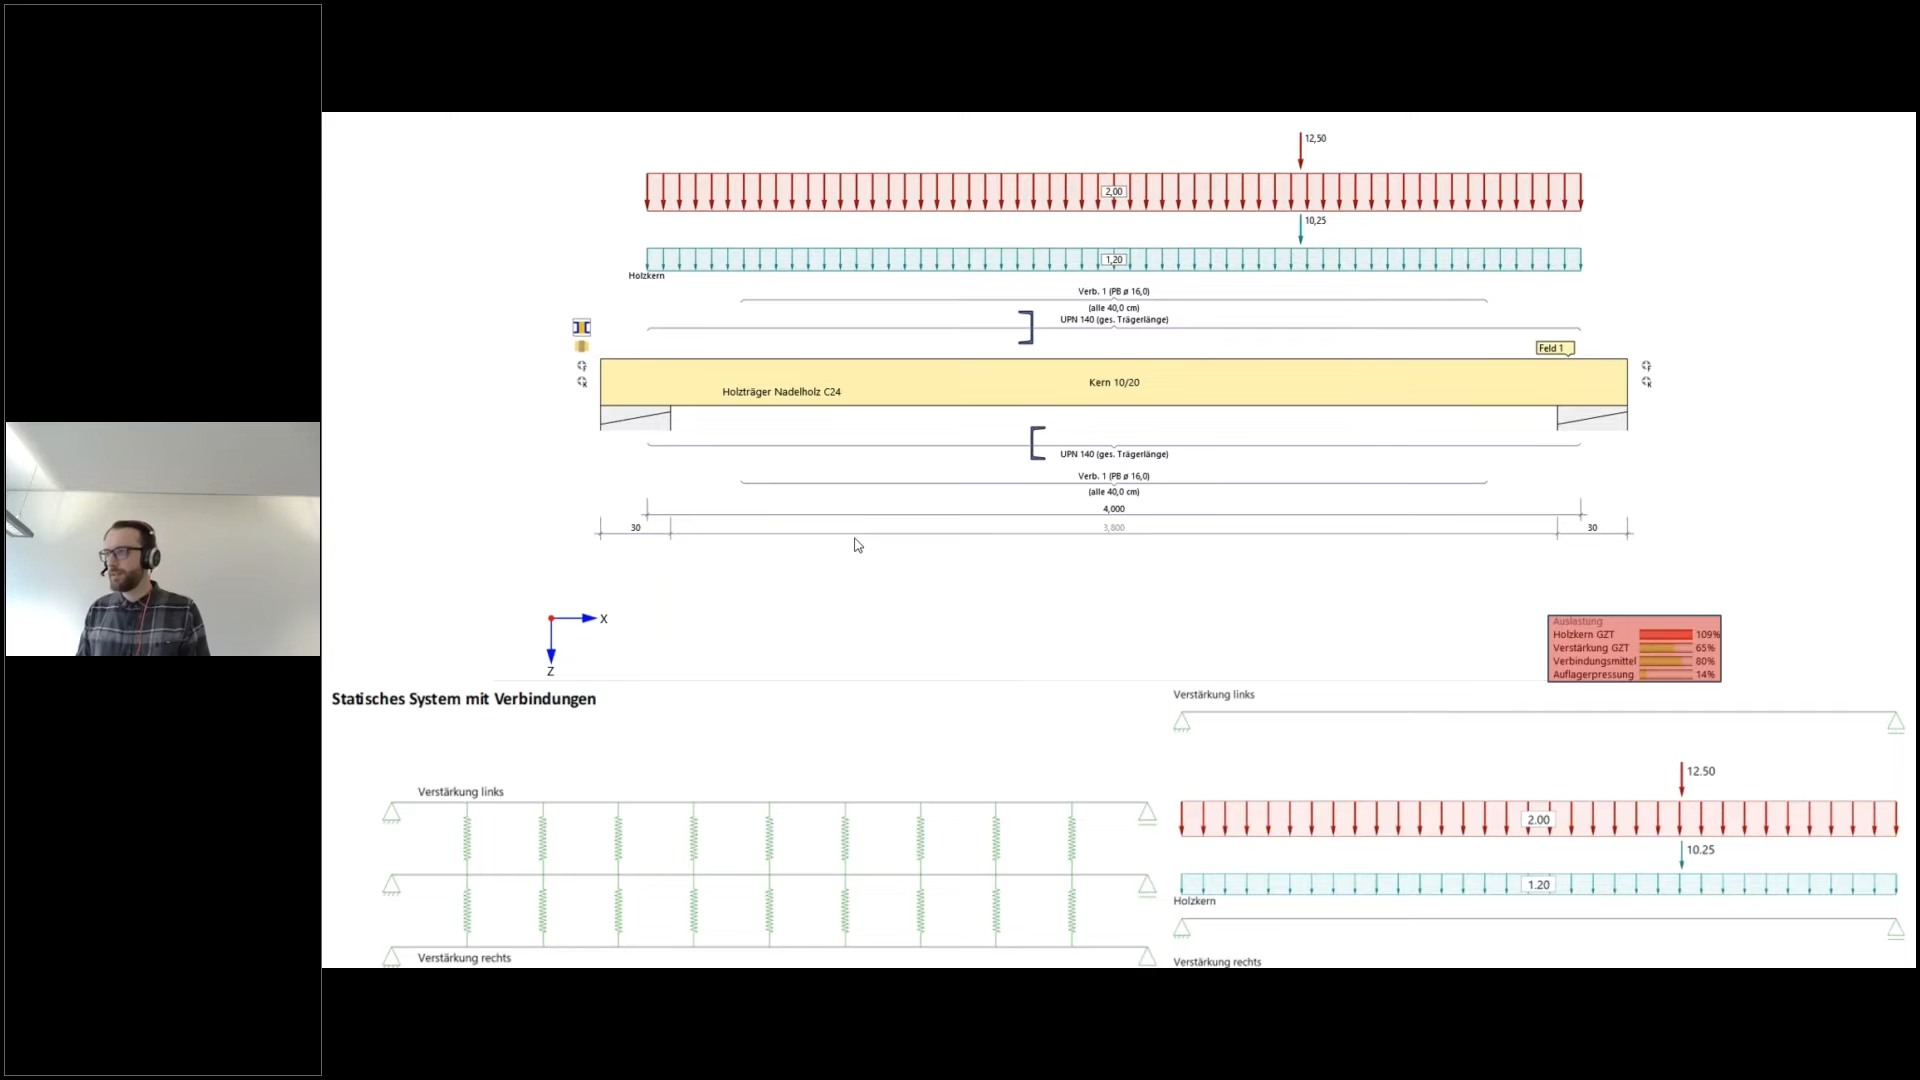 12,50
2,00
10,25
1,20
Holzkern
Verb. 1 (PB ø 16,0)
(alle 40,0 cm)
UPN 140 (ges. Trägerlänge)
Feld 1
Kern 10/20
Holzträger Nadelholz C24
UPN 140 (ges. Trägerlänge)
Verb. 1 (PB ø 16,0)
(alle 40,0 cm)
4,000
30
3,800
30
X
Z
Auslastung
Holzkern GZT 109%
Verstärkung GZT 65%
Verbindungsmittel 80%
Auflagerpressung 14%
Statisches System mit Verbindungen
Verstärkung links
Verstärkung rechts
Verstärkung links
12.50
2.00
10.25
1.20
Holzkern
Verstärkung rechts